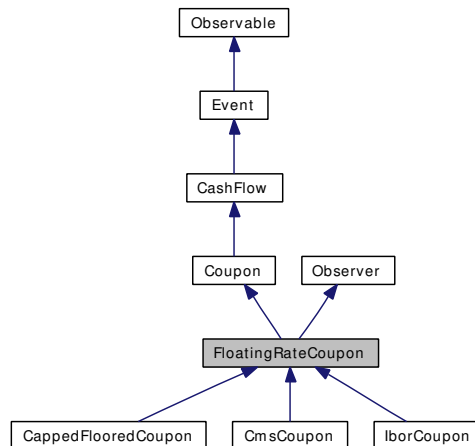 Observable
Event
CashFlow
Coupon
Observer
FloatingRateCoupon
CappedFlooredCoupon
CmsCoupon
IborCoupon